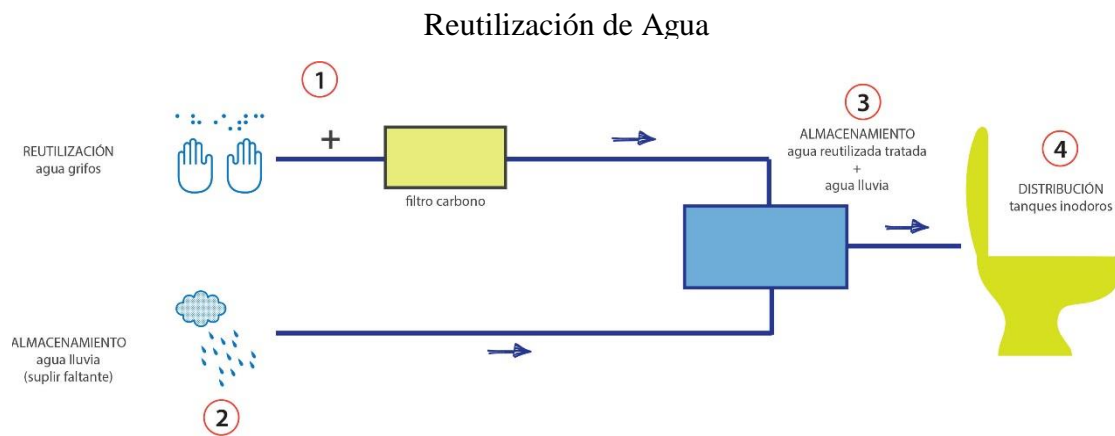 Reutilización de Agua
1
REUTILIZACIÓN
agua grifos
+
filtro carbono
3
ALMACENAMIENTO
agua reutilizada tratada
+
agua lluvia
4
DISTRIBUCIÓN
tanques inodoros
ALMACENAMIENTO
agua lluvia
(suplir faltante)
2